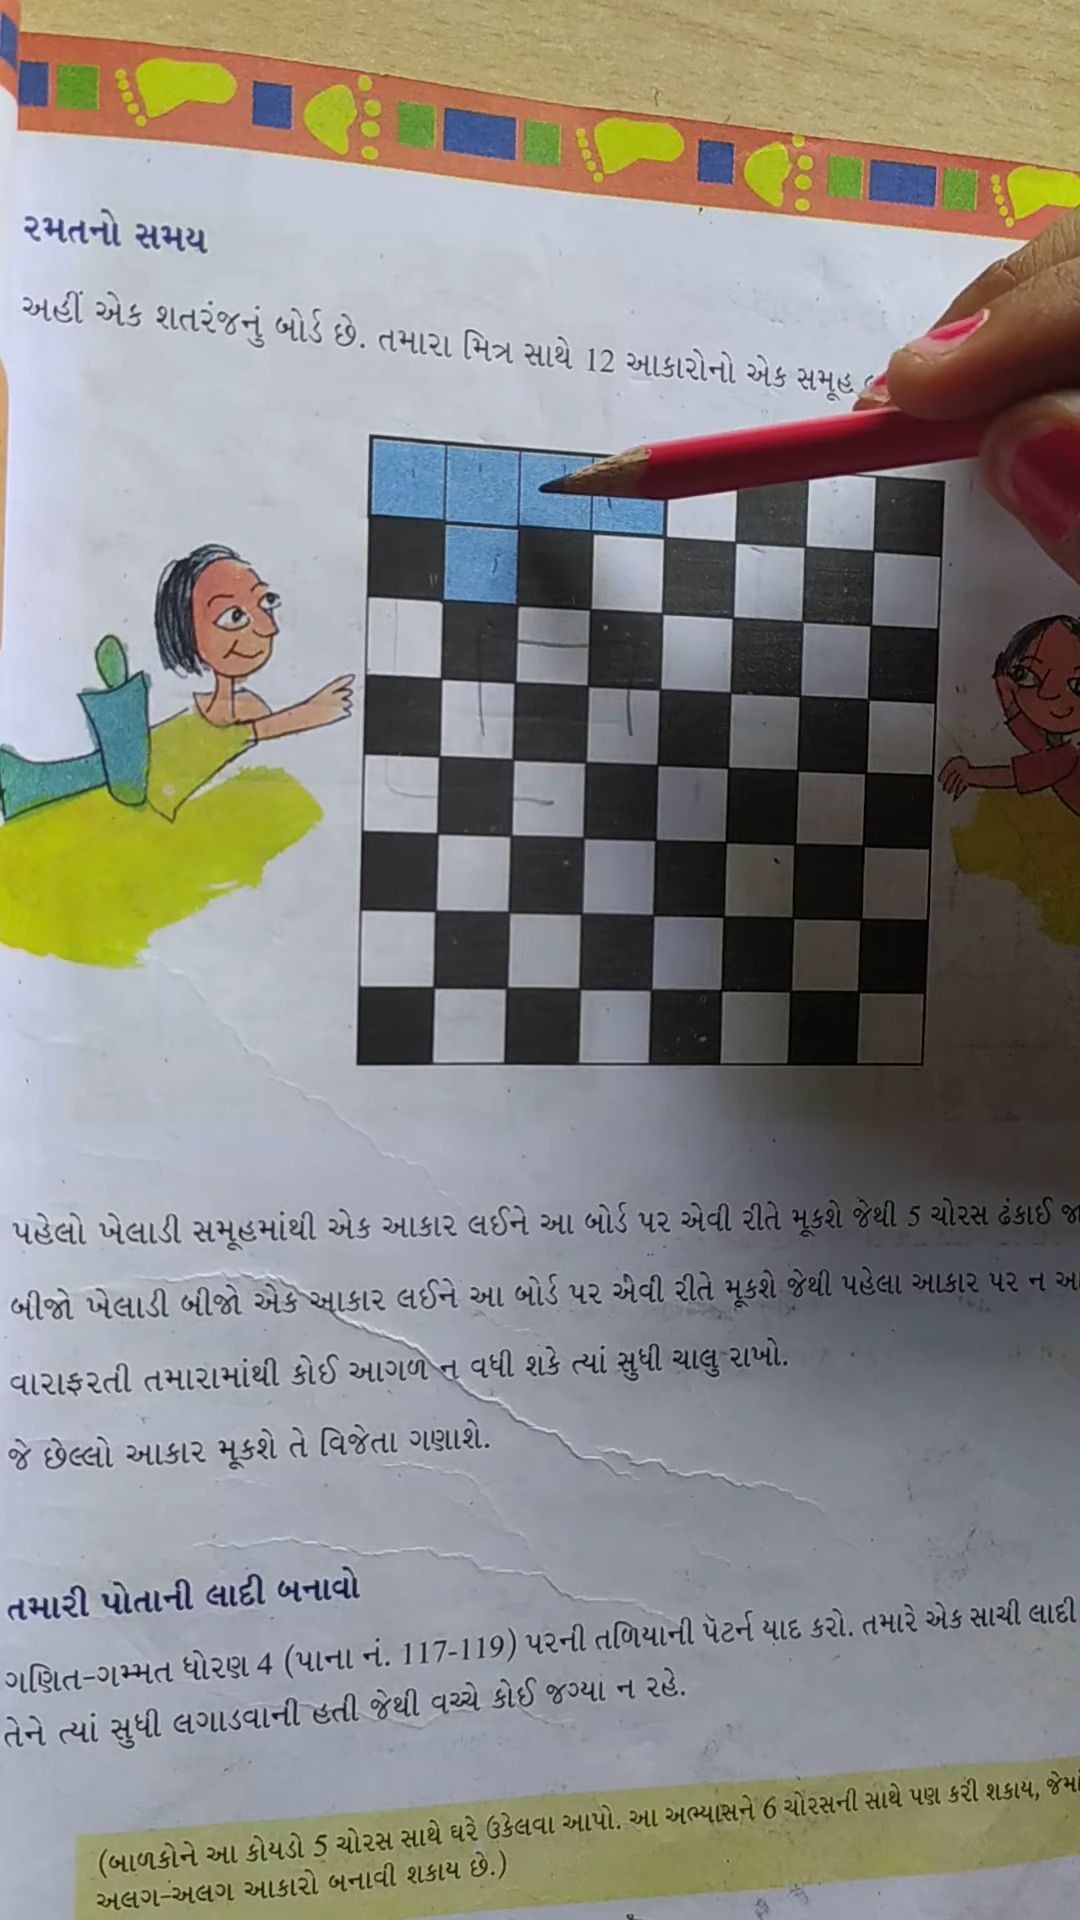 રમતનો સમય
અહીં એક શતરંજનું બોર્ડ છે. તમારા મિત્ર સાથે 12 આકારોનો એક સમૂહ
પહેલો ખેલાડી સમૂહમાંથી એક આકાર લઈને આ બોર્ડ પર એવી રીતે મૂકશે જેથી 5 ચોરસ ઢંકાઈ
બીજો ખેલાડી બીજો એક આકાર લઈને આ બોર્ડ પર એવી રીતે મૂકશે જેથી પહેલા આકાર પર ન
વારાફરતી તમારામાંથી કોઈ આગળ ન વધી શકે ત્યાં સુધી ચાલુ રાખો.
જે છેલ્લો આકાર મૂકશે તે વિજેતા ગણાશે.
તમારી પોતાની લાદી બનાવો
ગણિત-ગમ્મત ધોરણ 4 (પાના નં. 117-119) પરની તળિયાની પૅટર્ન યાદ કરો. તમારે એક સાચી લાદી
તેને ત્યાં સુધી લગાડવાની હતી જેથી વચ્ચે કોઈ જગ્યા ન રહે.
(બાળકોને આ કોયડો 5 ચોરસ સાથે ઘરે ઉકેલવા આપો. આ અભ્યાસને 6 ચોરસની સાથે પણ કરી શકાય,
અલગ-અલગ આકારો બનાવી શકાય છે.)